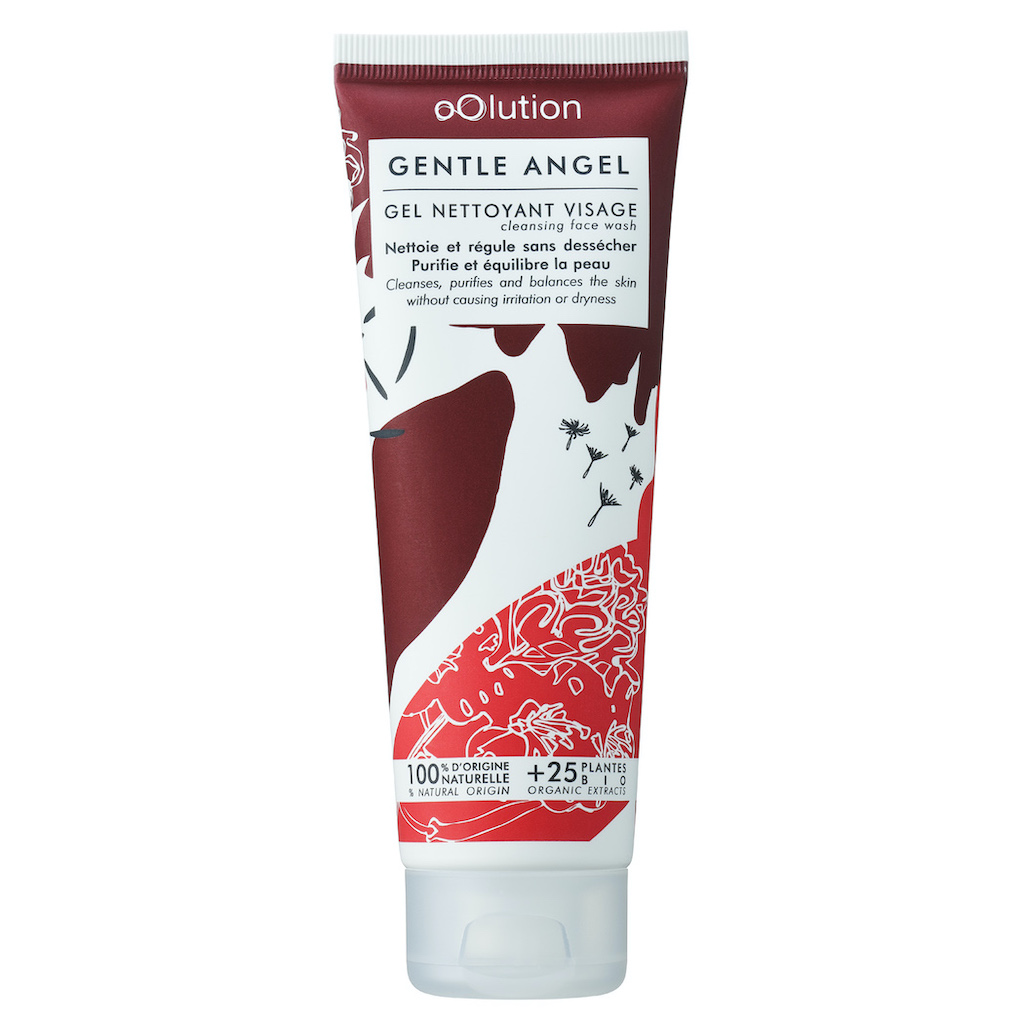 oOlution
GENTLE ANGEL
GEL NETTOYANT VISAGE
cleansing face wash
Nettoie et régule sans dessécher
Purifie et équilibre la peau
Cleanses, purifies and balances the skin
without causing irritation or dryness
100% D'ORIGINE NATURELLE
% NATURAL ORIGIN
+25 PLANTES BIO
ORGANIC EXTRACTS